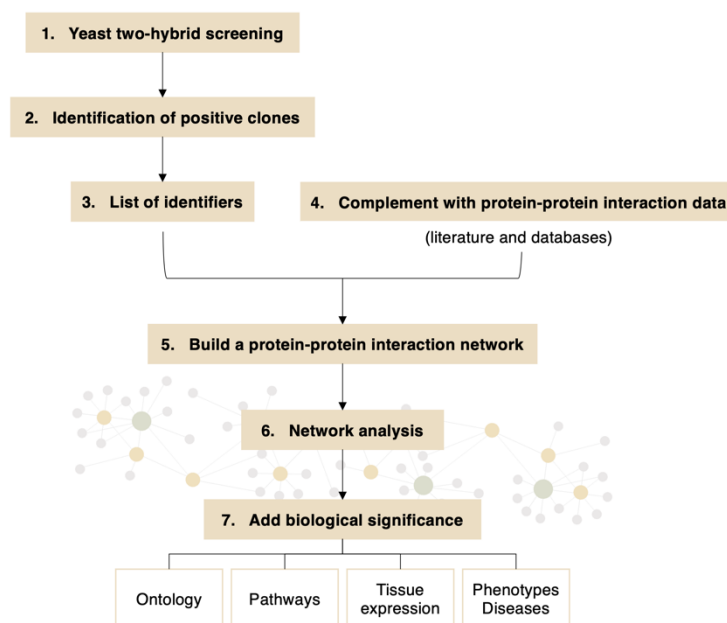 1. Yeast two-hybrid screening
2. Identification of positive clones
3. List of identifiers
4. Complement with protein-protein interaction data
(literature and databases)
5. Build a protein-protein interaction network
6. Network analysis
7. Add biological significance
Ontology
Pathways
Tissue
expression
Phenotypes
Diseases